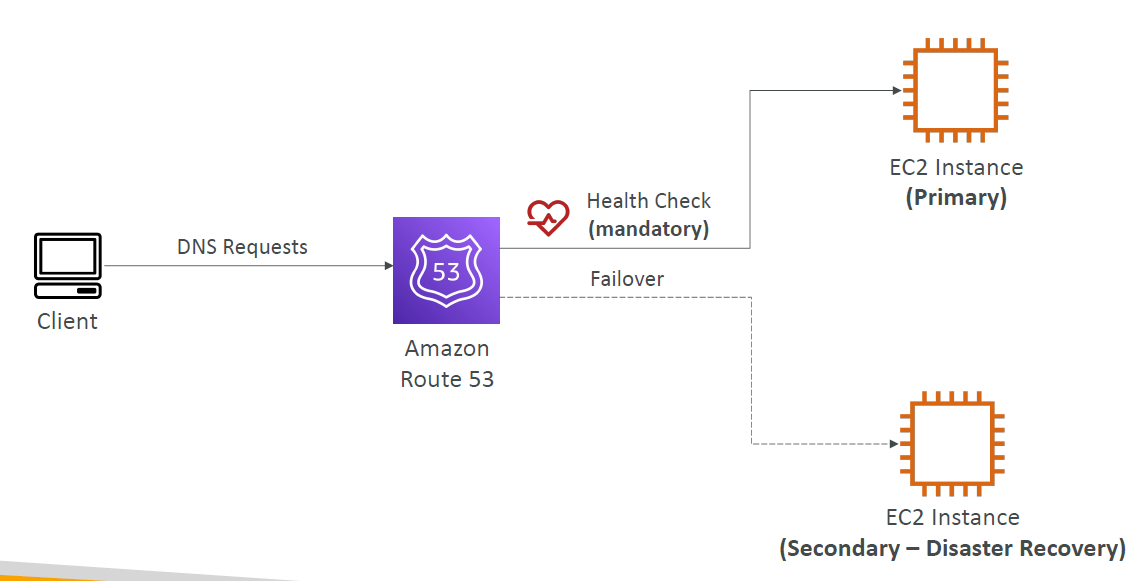 EC2 Instance
(Primary)
Health Check
(mandatory)
DNS Requests
53
Failover
Client
Amazon
Route 53
EC2 Instance
(Secondary – Disaster Recovery)